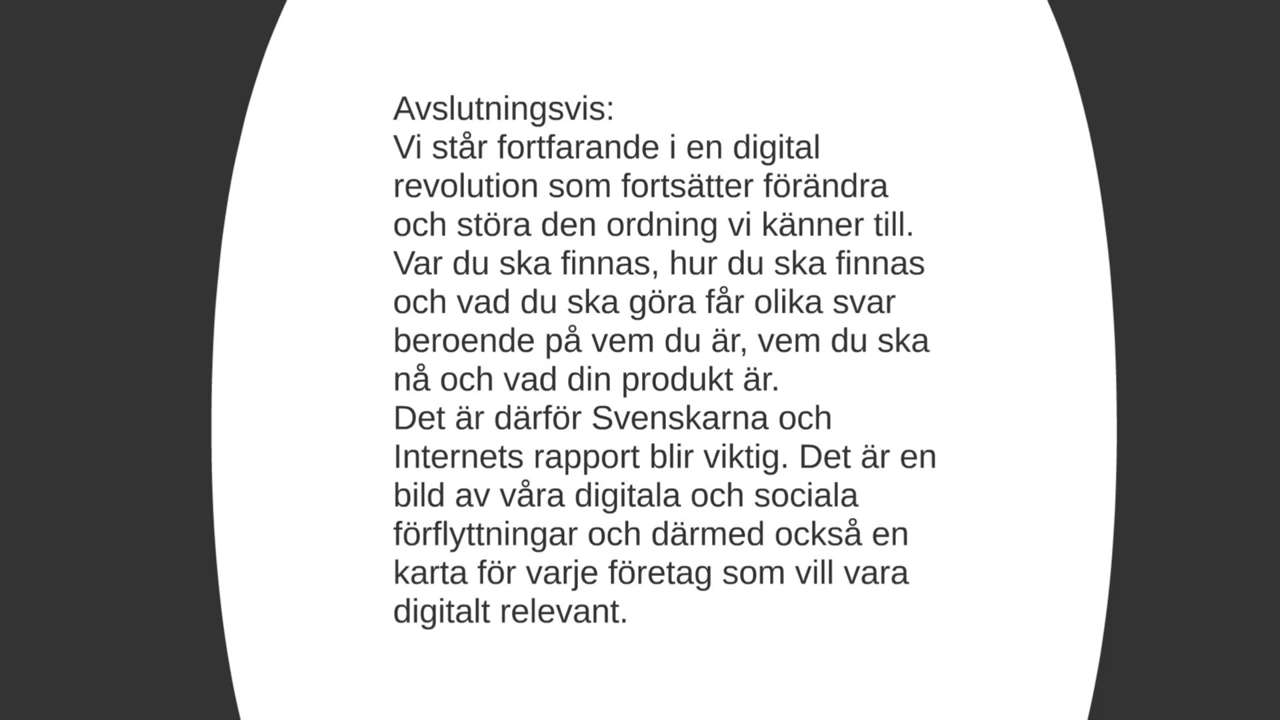 Avslutningsvis:
Vi står fortfarande i en digital
revolution som fortsätter förändra
och störa den ordning vi känner till.
Var du ska finnas, hur du ska finnas
och vad du ska göra får olika svar
beroende på vem du är, vem du ska
nå och vad din produkt är.
Det är därför Svenskarna och
Internets rapport blir viktig. Det är en
bild av våra digitala och sociala
förflyttningar och därmed också en
karta för varje företag som vill vara
digitalt relevant.